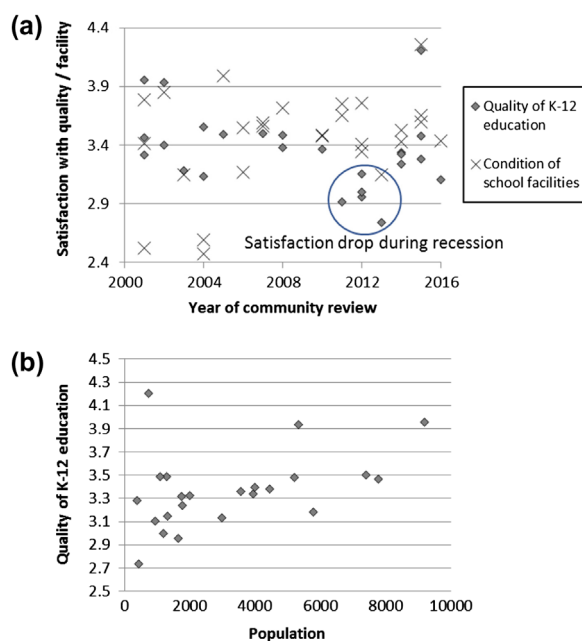 (a)
Satisfaction with quality / facility
4.4
3.9
3.4
2.9
2.4
2000
2004
2008
2012
2016
Satisfaction drop during recession
Year of community review
Quality of K-12
education
Condition of
school facilities
(b)
Quality of K-12 education
4.5
4.3
4.1
3.9
3.7
3.5
3.3
3.1
2.9
2.7
2.5
0
2000
4000
6000
8000
10000
Population